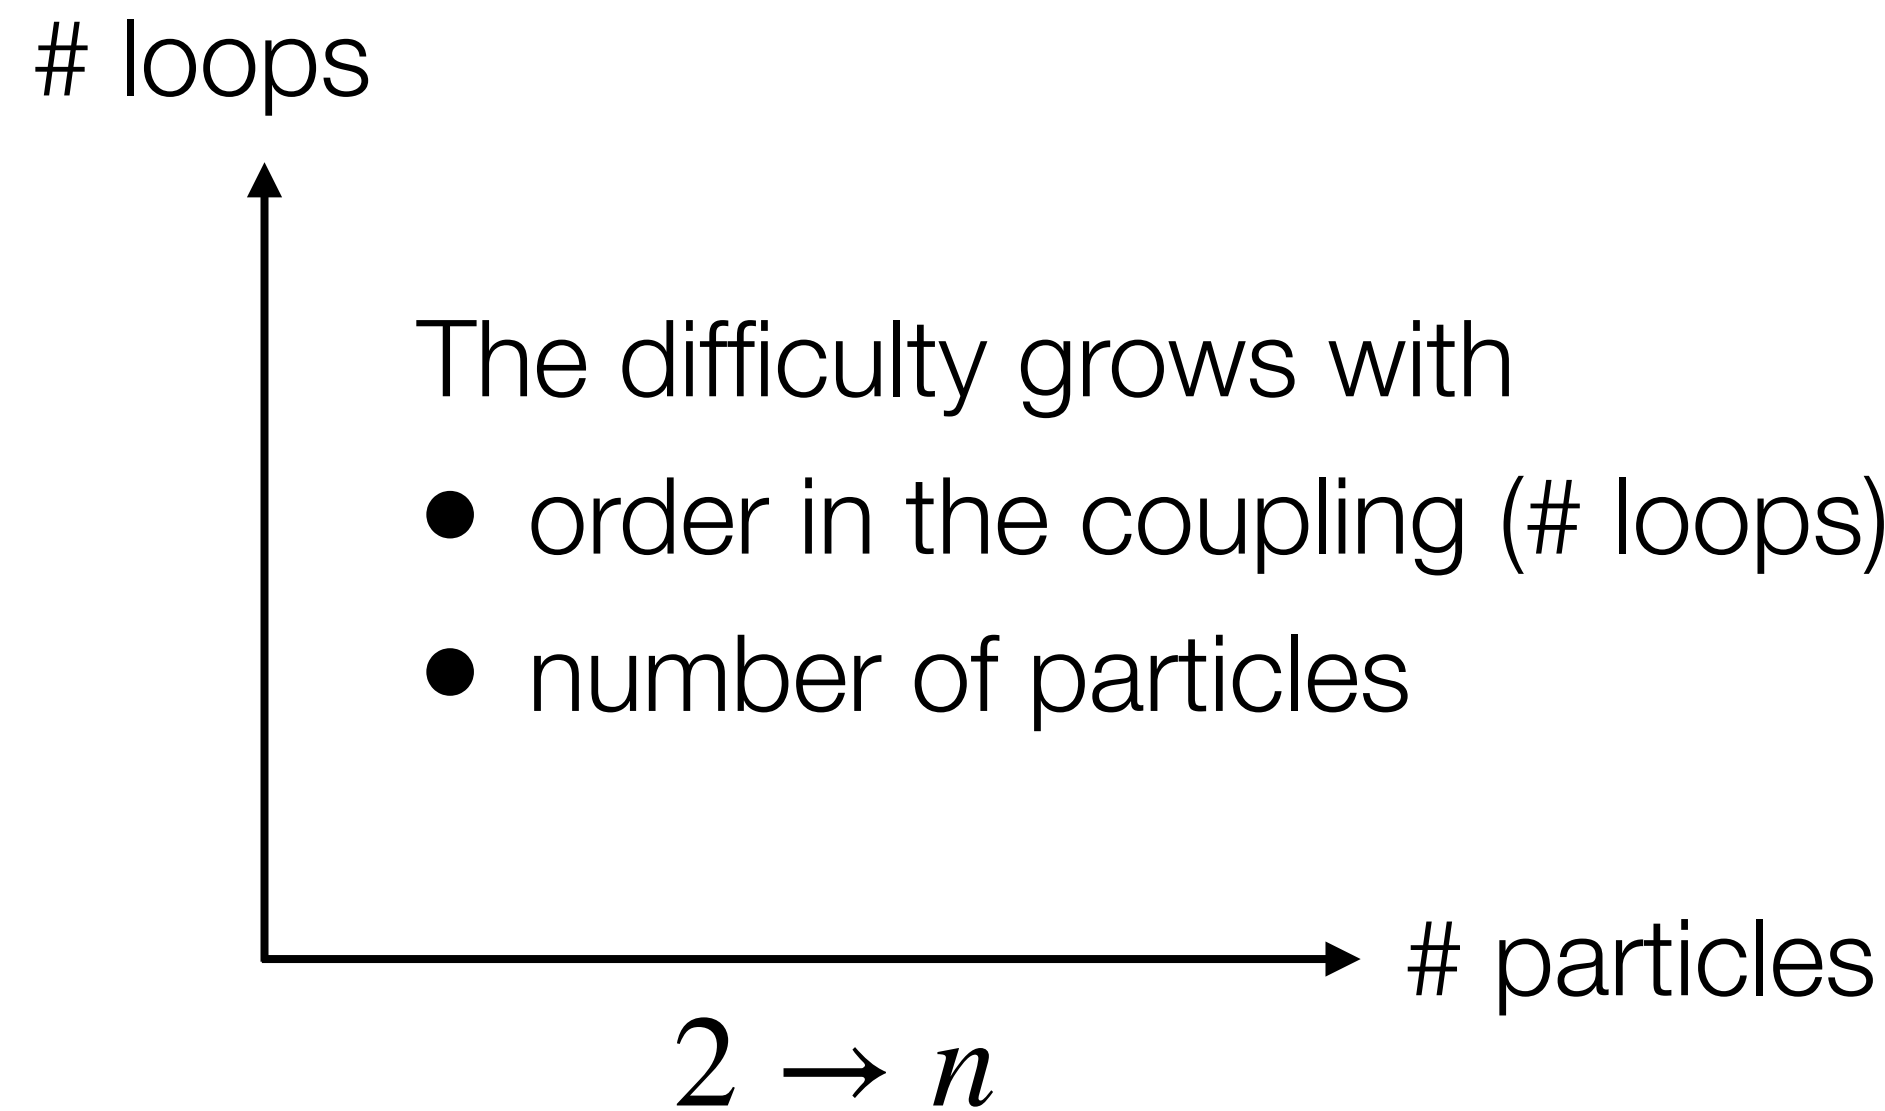 # loops
The difficulty grows with
• order in the coupling (# loops)
• number of particles
# particles
2 → n